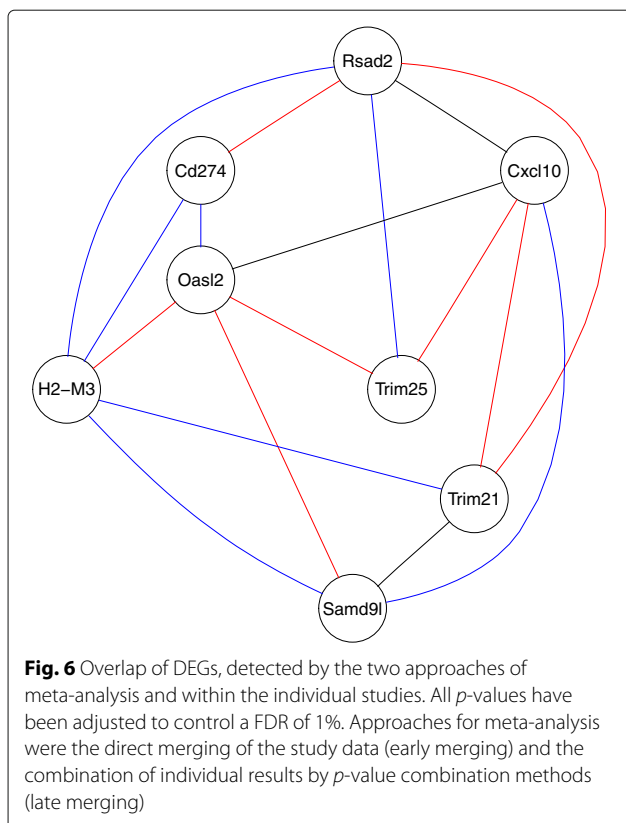 Rsad2
Cd274
Cxcl10
Oasl2
H2−M3
Trim25
Trim21
Samd9l
Fig. 6 Overlap of DEGs, detected by the two approaches of
meta-analysis and within the individual studies. All p-values have
been adjusted to control a FDR of 1%. Approaches for meta-analysis
were the direct merging of the study data (early merging) and the
combination of individual results by p-value combination methods
(late merging)